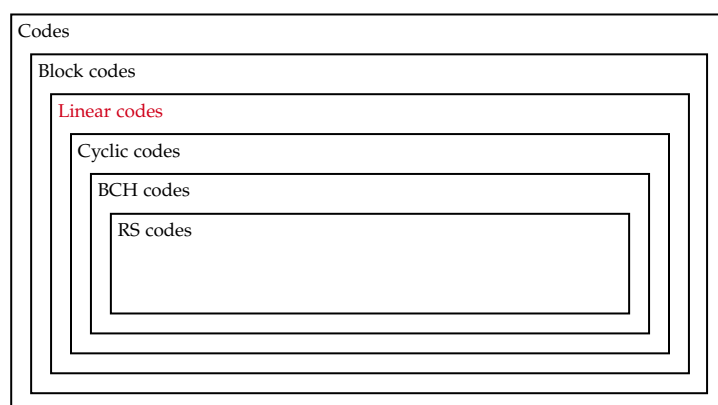 Codes
Block codes
Linear codes
Cyclic codes
BCH codes
RS codes